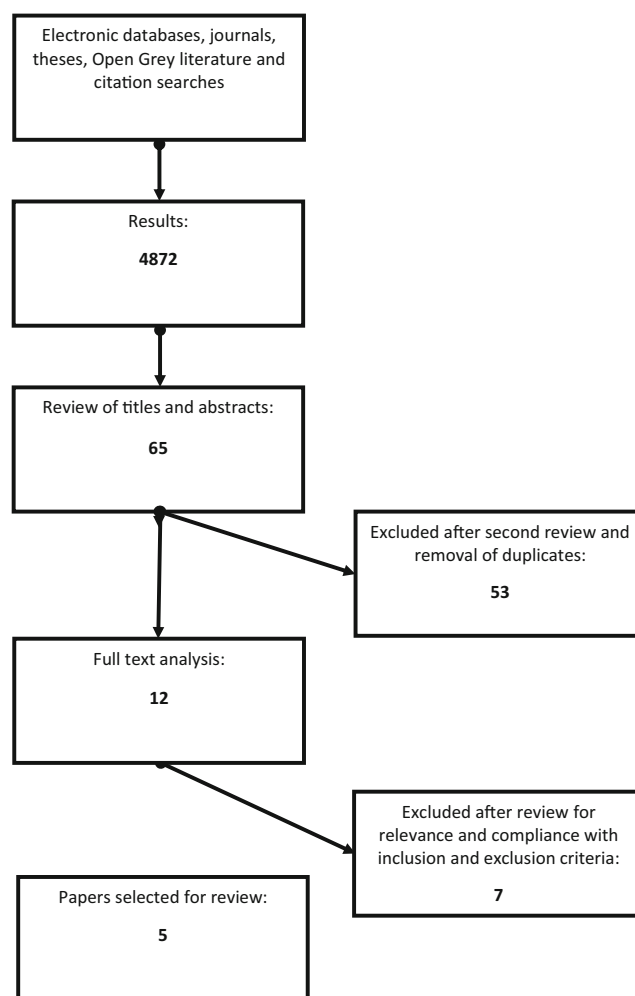 Electronic databases, journals,
theses, Open Grey literature and
citation searches
Results:
4872
Review of titles and abstracts:
65
Excluded after second review and
removal of duplicates:
53
Full text analysis:
12
Excluded after review for
relevance and compliance with
inclusion and exclusion criteria:
7
Papers selected for review:
5